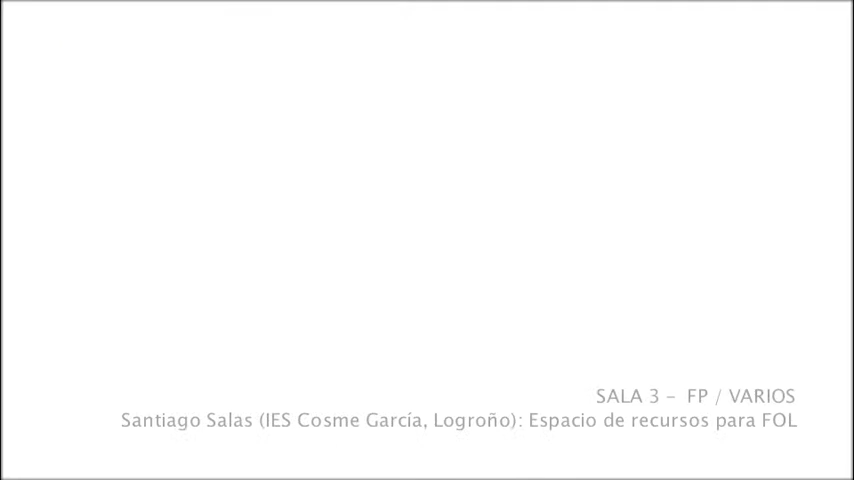 SALA 3 – FP / VARIOS
Santiago Salas (IES Cosme García, Logroño): Espacio de recursos para FOL